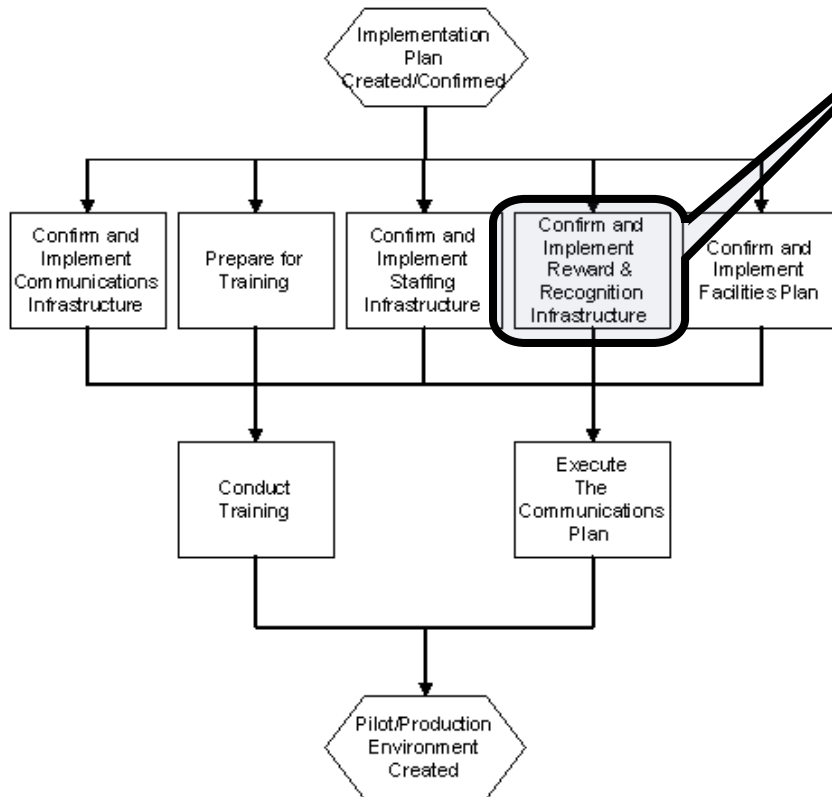 Implementation
Plan
Created/Confirmed
Confirm and
Implement
Communications
Infrastructure
Prepare for
Training
Confirm and
Implement
Staffing
Infrastructure
Confirm and
Implement
Reward &
Recognition
Infrastructure
Confirm and
Implement
Facilities Plan
Conduct
Training
Execute
The
Communications
Plan
Pilot/Production
Environment
Created